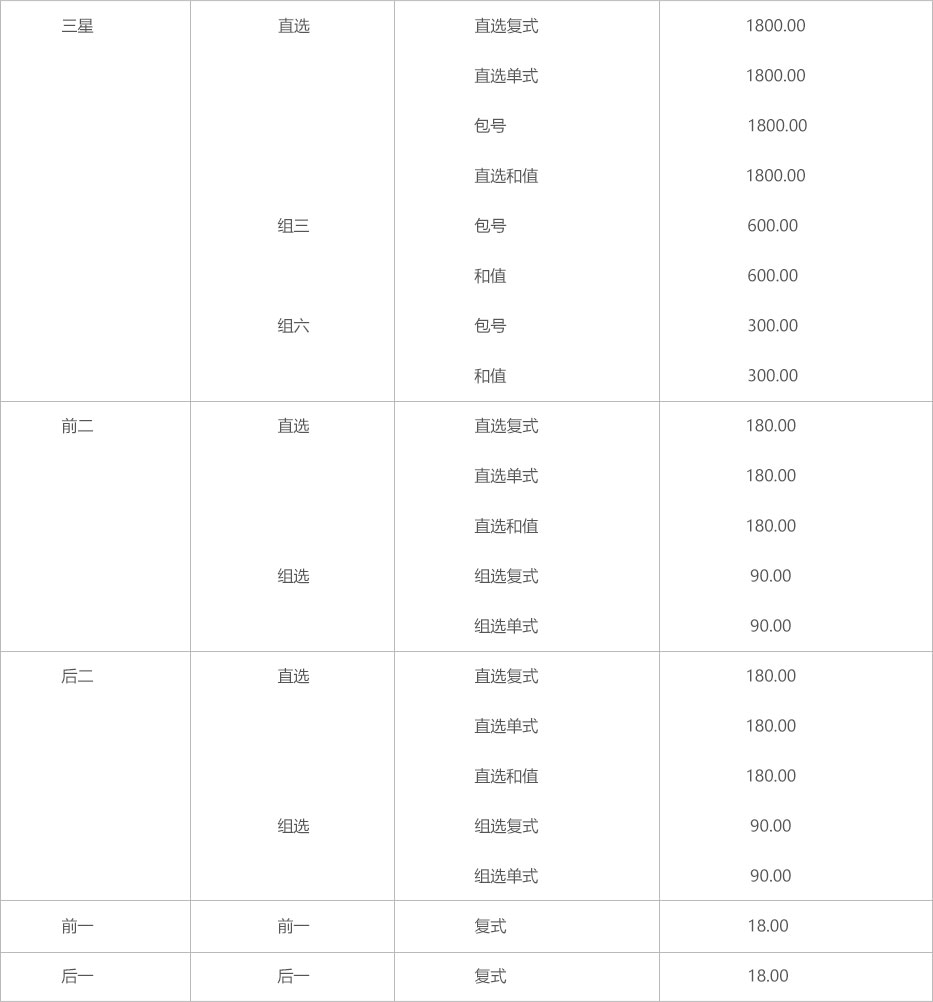 三星 直选 直选复式 1800.00
直选单式 1800.00
包号 1800.00
直选和值 1800.00
组三 包号 600.00
和值 600.00
组六 包号 300.00
和值 300.00
前二 直选 直选复式 180.00
直选单式 180.00
直选和值 180.00
组选 组选复式 90.00
组选单式 90.00
后二 直选 直选复式 180.00
直选单式 180.00
直选和值 180.00
组选 组选复式 90.00
组选单式 90.00
前一 前一 复式 18.00
后一 后一 复式 18.00